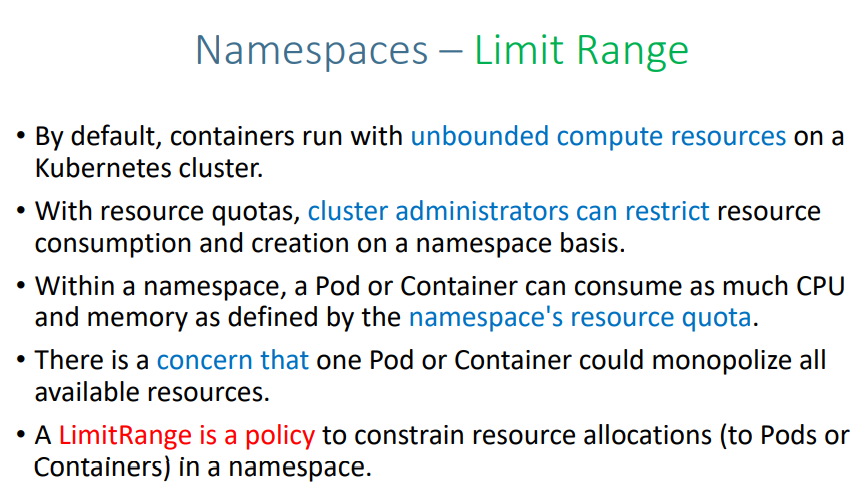 Namespaces – Limit Range
• By default, containers run with unbounded compute resources on a
Kubernetes cluster.
• With resource quotas, cluster administrators can restrict resource
consumption and creation on a namespace basis.
• Within a namespace, a Pod or Container can consume as much CPU
and memory as defined by the namespace's resource quota.
• There is a concern that one Pod or Container could monopolize all
available resources.
• A LimitRange is a policy to constrain resource allocations (to Pods or
Containers) in a namespace.